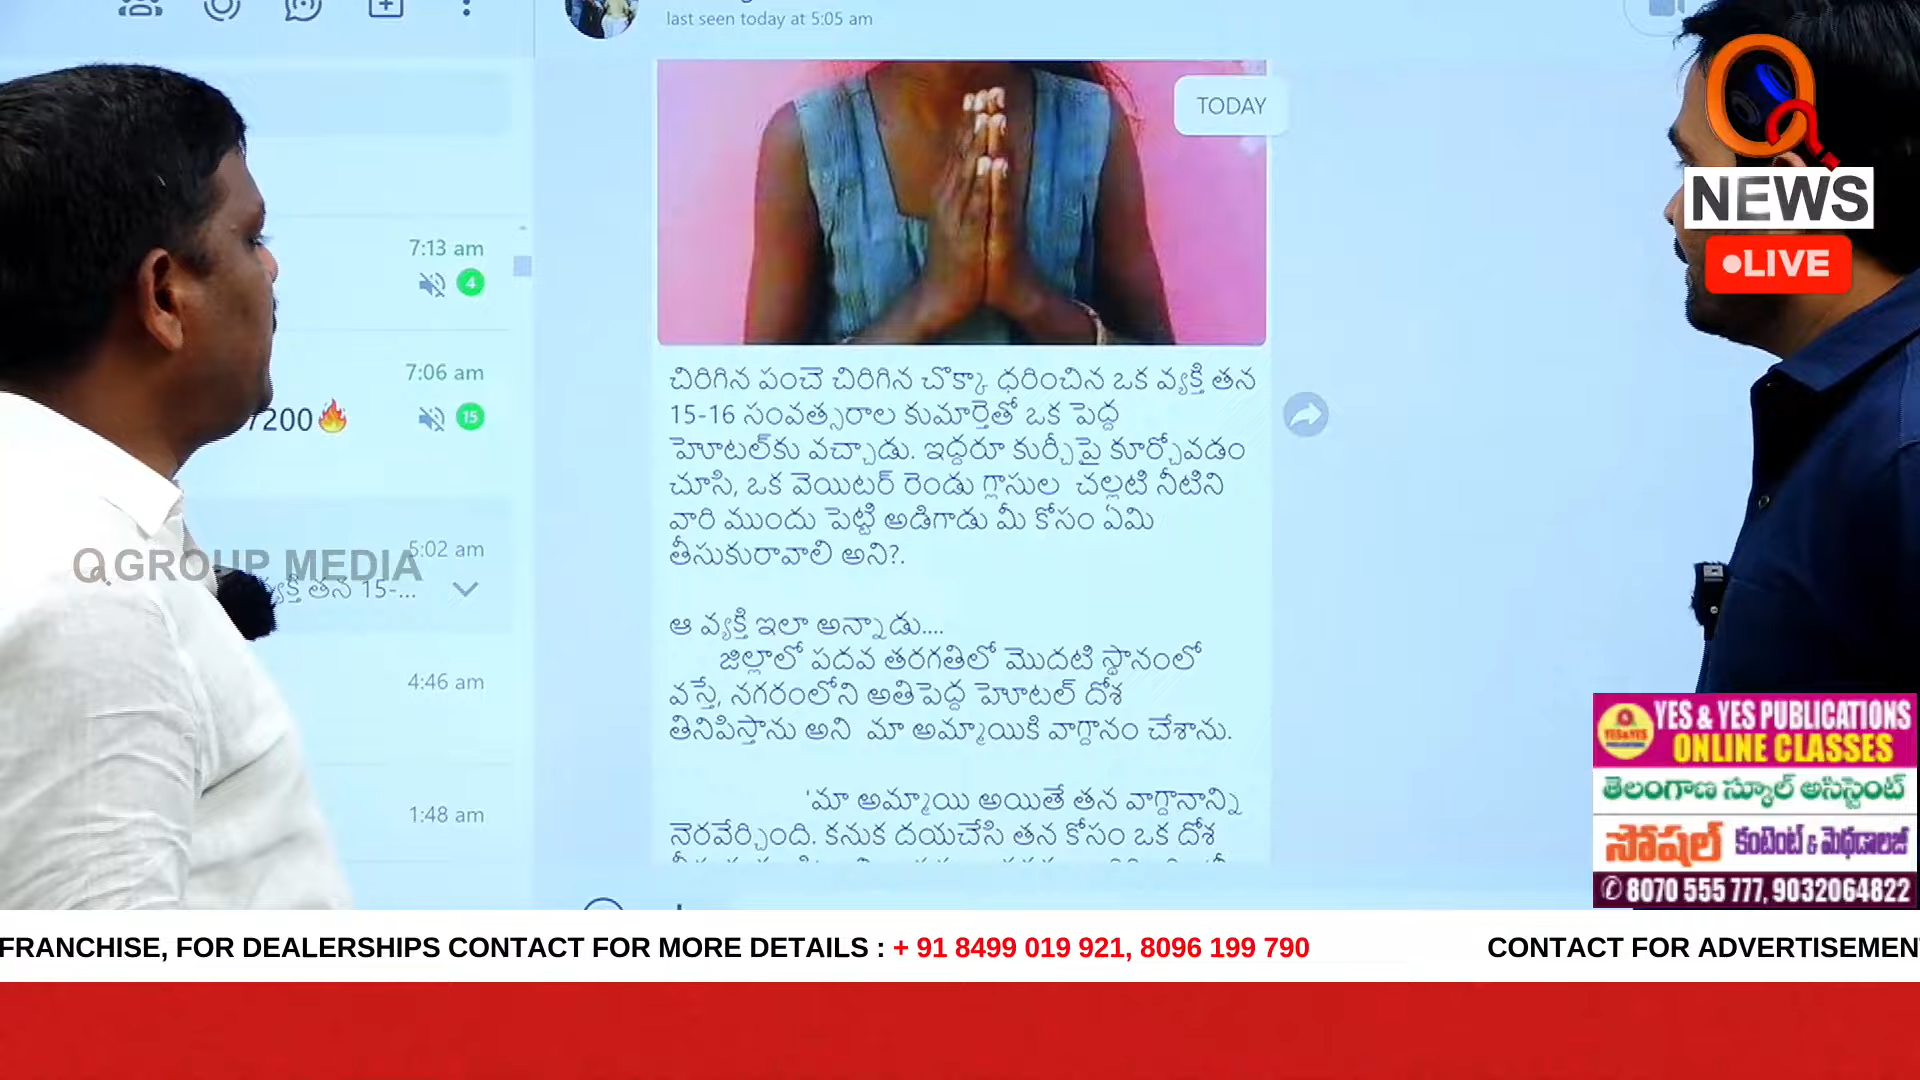 last seen today at 5:05 am
TODAY
NEWS
LIVE
7:13 am
4
7:06 am
7200🔥
15
5:02 am
Q GROUP MEDIA
వ్యక్తి తన 15-...
4:46 am
1:48 am
చిరిగిన పంచె చిరిగిన చొక్కా ధరించిన ఒక వ్యక్తి తన
15-16 సంవత్సరాల కుమార్తెతో ఒక పెద్ద
హెూటల్‌కు వచ్చాడు. ఇద్దరూ కుర్చీపై కూర్చోవడం
చూసి, ఒక వెయిటర్ రెండు గ్లాసుల చల్లటి నీటిని
వారి ముందు పెట్టి అడిగాడు మీ కోసం ఏమి
తీసుకురావాలి అని?.
ఆ వ్యక్తి ఇలా అన్నాడు....
జిల్లాలో పదవ తరగతిలో మొదటి స్థానంలో
వస్తే, నగరంలోని అతిపెద్ద హెూటల్ దోశ
తినిపిస్తాను అని మా అమ్మాయికి వాగ్దానం చేశాను.
'మా అమ్మాయి అయితే తన వాగ్దానాన్ని
నెరవేర్చింది. కనుక దయచేసి తన కోసం ఒక దోశ
YES & YES PUBLICATIONS
ONLINE CLASSES
తెలంగాణ స్కూల్ అసిస్టెంట్
సోషల్ కంటెంట్ & మెథడాలజీ
8070 555 777, 9032064822
FRANCHISE, FOR DEALERSHIPS CONTACT FOR MORE DETAILS : + 91 8499 019 921, 8096 199 790 CONTACT FOR ADVERTISEMEN